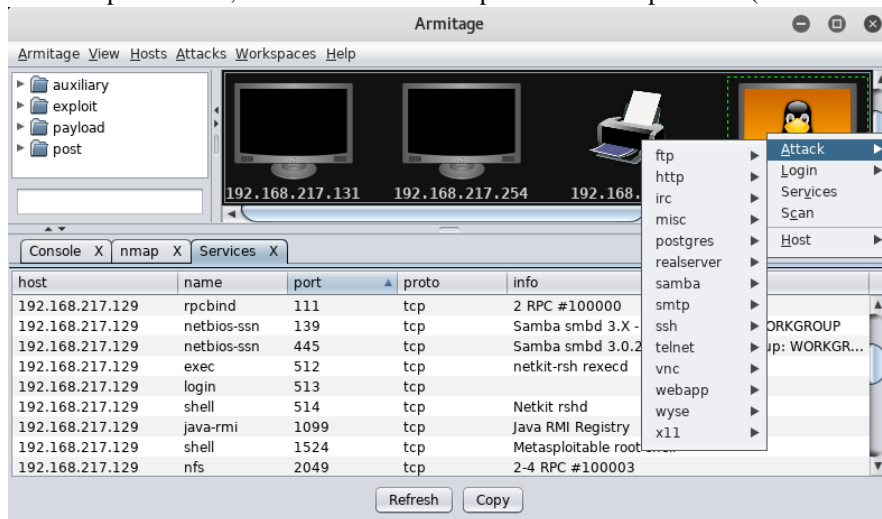 Armitage
Armitage View Hosts Attacks Workspaces Help
auxiliary
exploit
payload
post
192.168.217.131
192.168.217.254
192.168.
Attack
Login
Services
Scan
Host
ftp
http
irc
misc
postgres
realserver
samba
smtp
ssh
telnet
vnc
webapp
wyse
x11
Console X nmap X Services X
host name port proto info
192.168.217.129 rpcbind 111 tcp 2 RPC #100000
192.168.217.129 netbios-ssn 139 tcp Samba smbd 3.X - ORKGROUP
192.168.217.129 netbios-ssn 445 tcp Samba smbd 3.0.2 up: WORKGR...
192.168.217.129 exec 512 tcp netkit-rsh rexecd
192.168.217.129 login 513 tcp
192.168.217.129 shell 514 tcp Netkit rshd
192.168.217.129 java-rmi 1099 tcp Java RMI Registry
192.168.217.129 shell 1524 tcp Metasploitable root
192.168.217.129 nfs 2049 tcp 2-4 RPC #100003
Refresh Copy